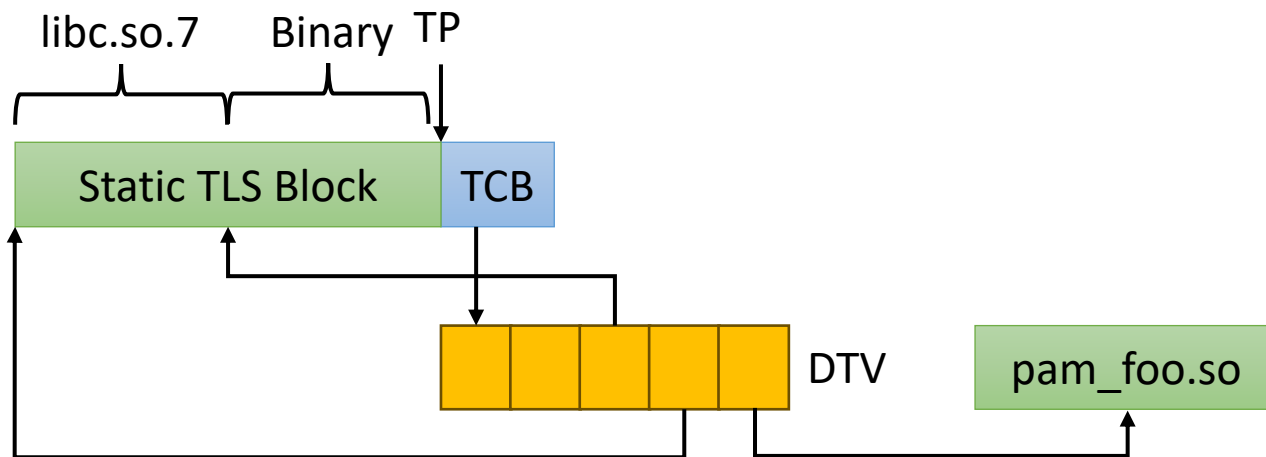 libc.so.7 Binary TP
Static TLS Block TCB
DTV pam_foo.so